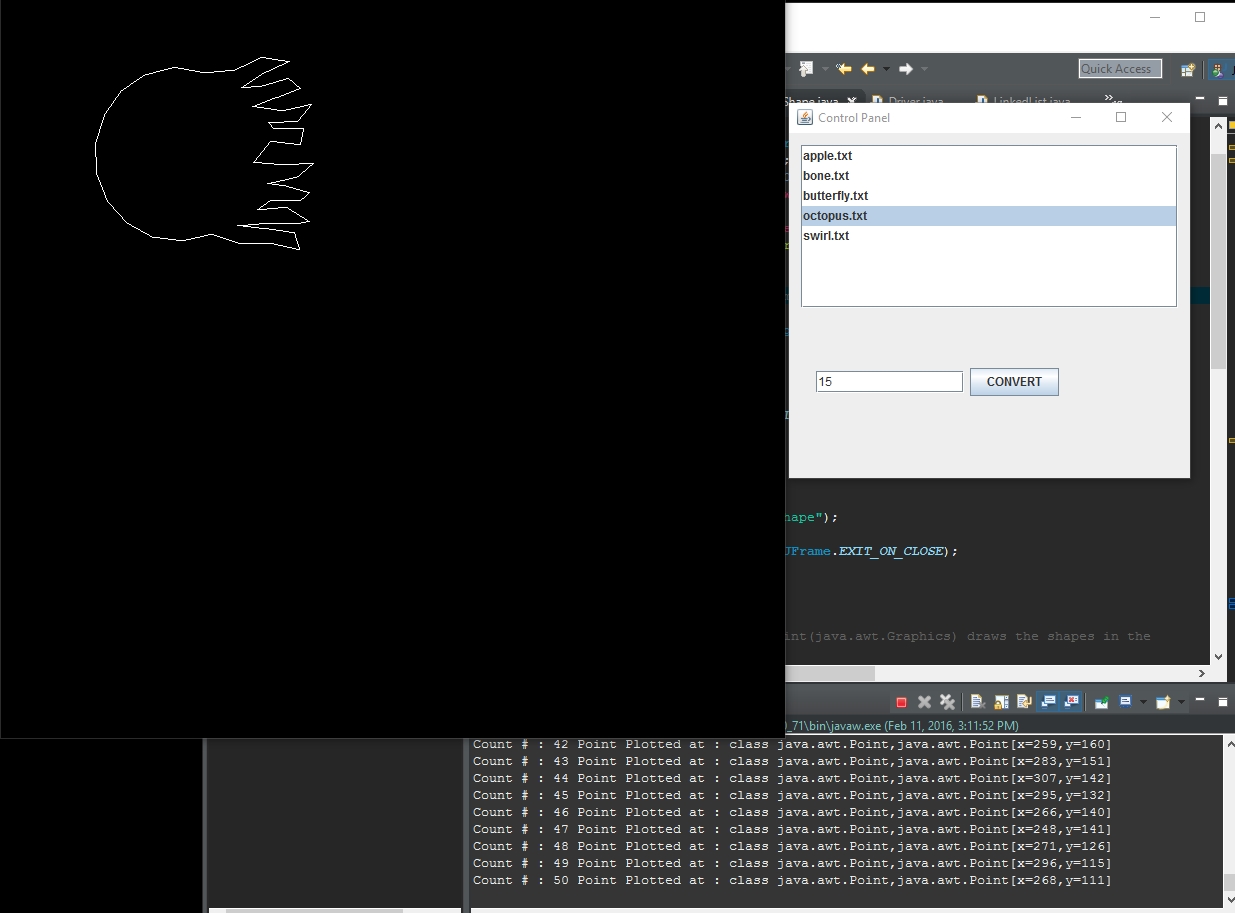 Quick Access
Shape.java
Driver.java
LinkedList.java
Control Panel
apple.txt
bone.txt
butterfly.txt
octopus.txt
swirl.txt
15
CONVERT
hape");
JFrame.EXIT_ON_CLOSE);
int(java.awt.Graphics) draws the shapes in the
_71\bin\javaw.exe (Feb 11, 2016, 3:11:52 PM)
Count # : 42 Point Plotted at : class java.awt.Point,java.awt.Point[x=259,y=160]
Count # : 43 Point Plotted at : class java.awt.Point,java.awt.Point[x=283,y=151]
Count # : 44 Point Plotted at : class java.awt.Point,java.awt.Point[x=307,y=142]
Count # : 45 Point Plotted at : class java.awt.Point,java.awt.Point[x=295,y=132]
Count # : 46 Point Plotted at : class java.awt.Point,java.awt.Point[x=266,y=140]
Count # : 47 Point Plotted at : class java.awt.Point,java.awt.Point[x=248,y=141]
Count # : 48 Point Plotted at : class java.awt.Point,java.awt.Point[x=271,y=126]
Count # : 49 Point Plotted at : class java.awt.Point,java.awt.Point[x=296,y=115]
Count # : 50 Point Plotted at : class java.awt.Point,java.awt.Point[x=268,y=111]